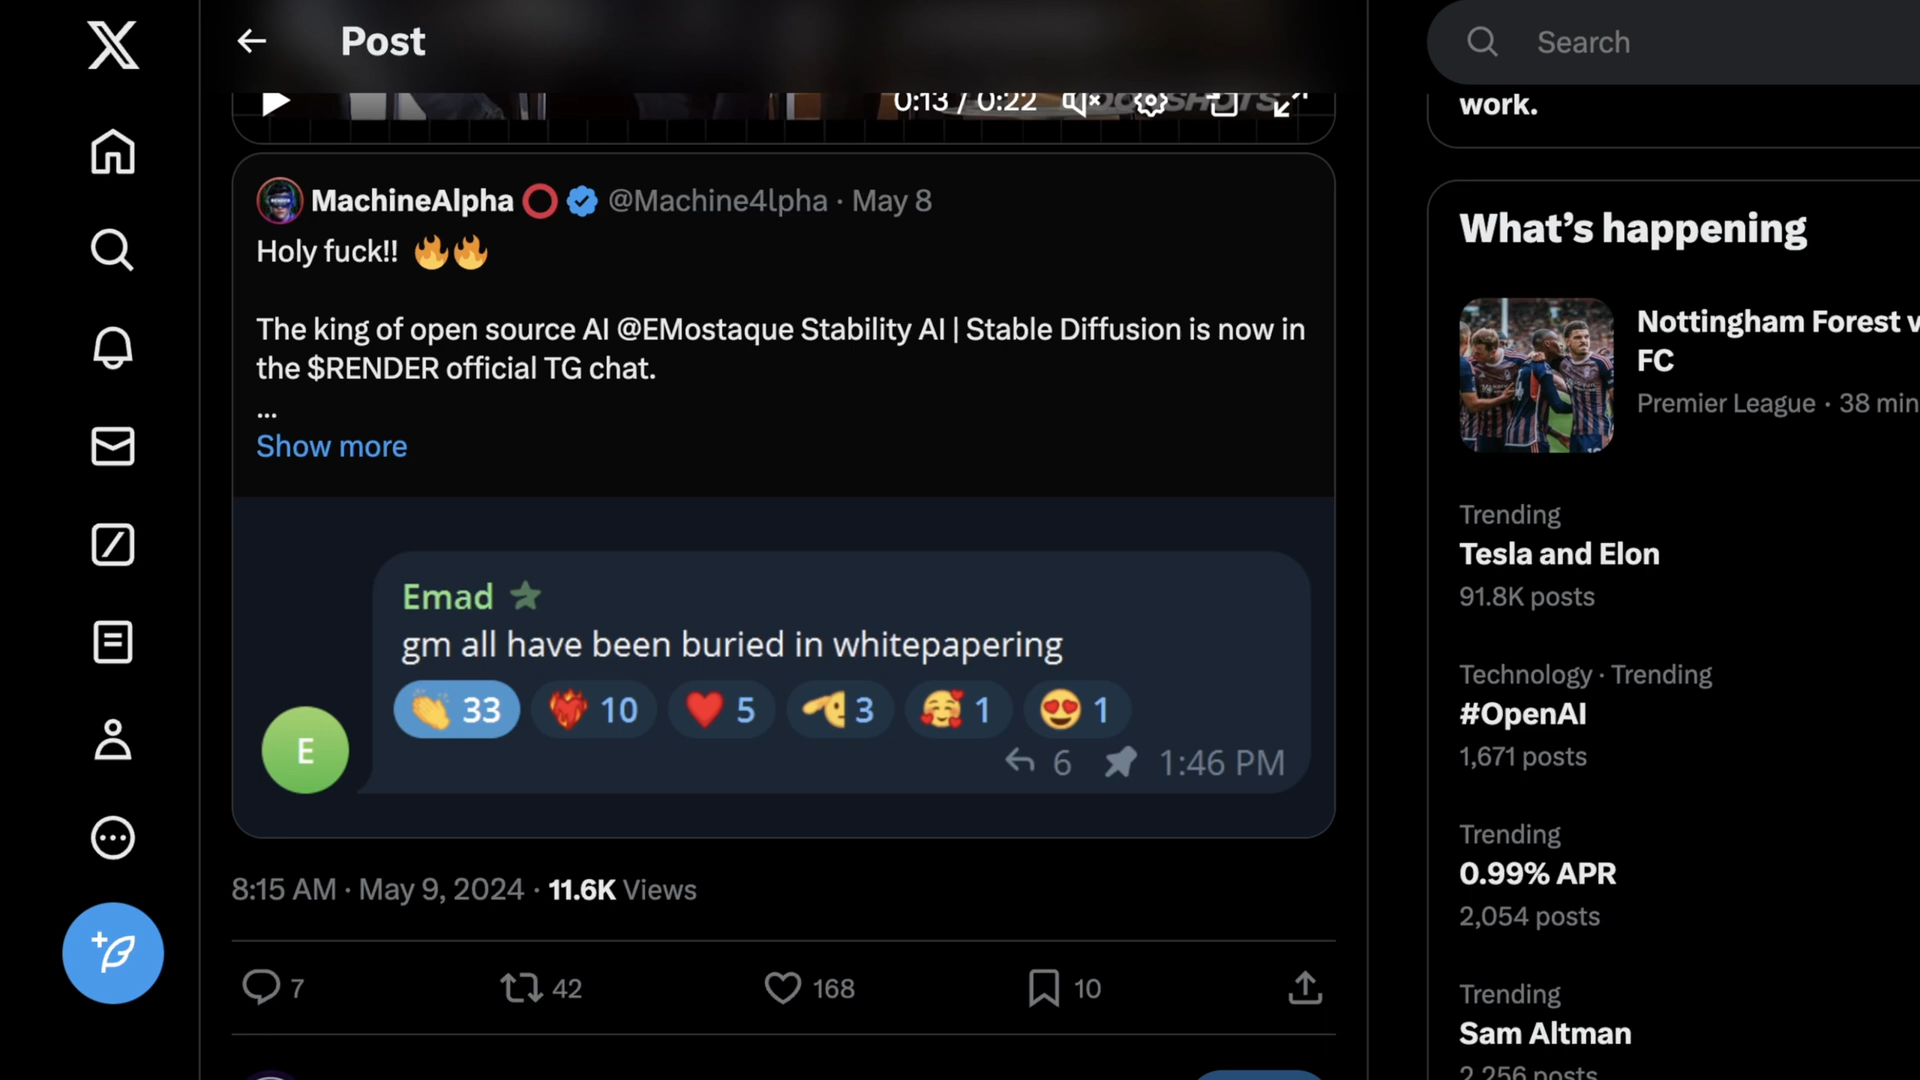 Post
Search
0:13 / 0:22
work.
MachineAlpha @Machine4lpha · May 8
Holy fuck!! 🔥🔥
The king of open source AI @EMostaque Stability AI | Stable Diffusion is now in
the $RENDER official TG chat.
...
Show more
Emad
gm all have been buried in whitepapering
👏 33 ❤️‍🔥 10 ❤️ 5 3 🥰 1 😍 1
6 1:46 PM
E
8:15 AM · May 9, 2024 · 11.6K Views
7 42 168 10
What's happening
Nottingham Forest v
FC
Premier League · 38 min
Trending
Tesla and Elon
91.8K posts
Technology · Trending
#OpenAI
1,671 posts
Trending
0.99% APR
2,054 posts
Trending
Sam Altman
2,256 posts